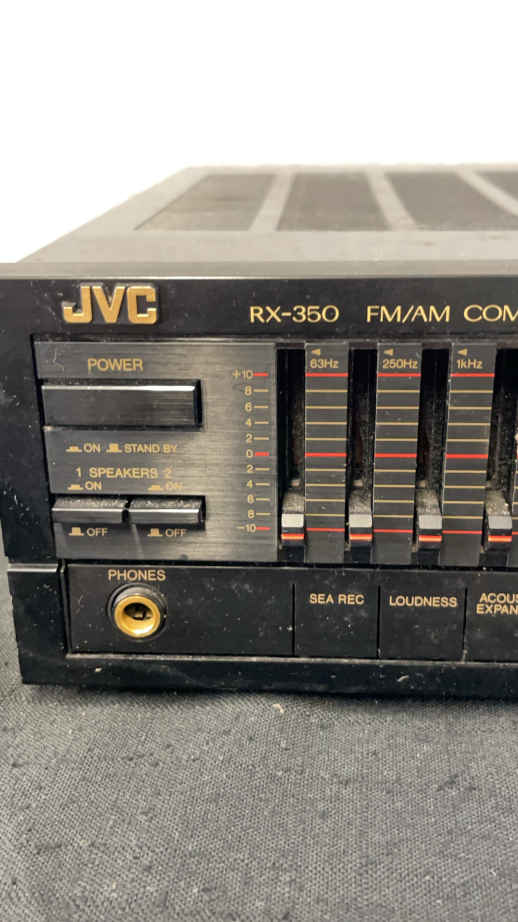 JVC
RX-350 FM/AM COM
POWER
ON STAND BY
1 SPEAKERS 2
ON ON
OFF OFF
+10
8
6
4
2
0
2
4
6
8
-10
63Hz 250Hz 1kHz
PHONES
SEA REC LOUDNESS ACOUS
EXPAN